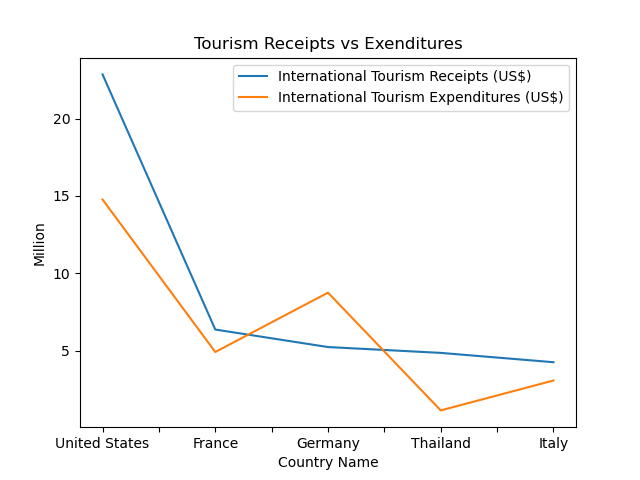 Tourism Receipts vs Exenditures
International Tourism Receipts (US$)
International Tourism Expenditures (US$)
Million
20
15
10
5
United States France Germany Thailand Italy
Country Name